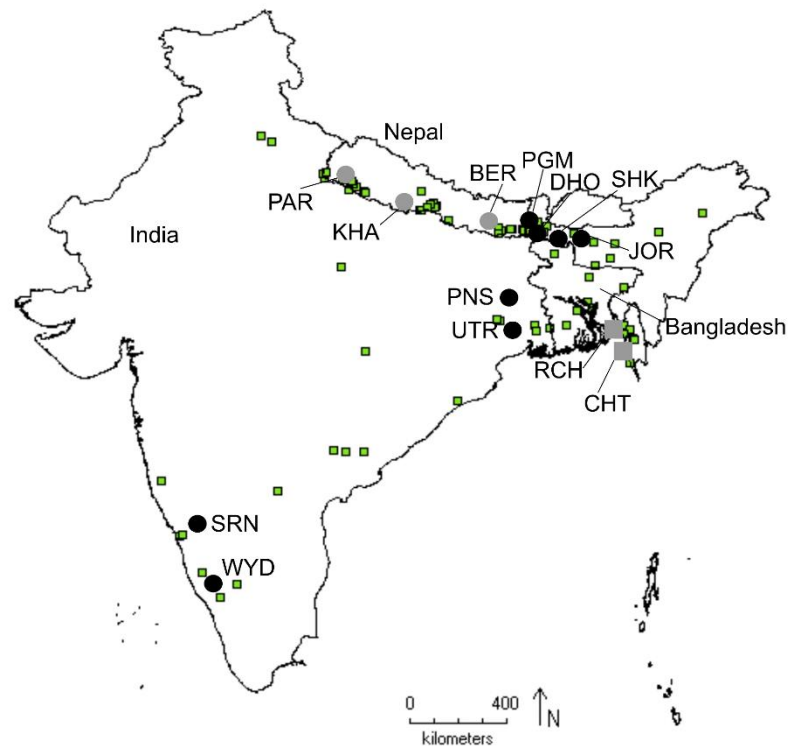 Nepal
PGM
BER
DHO
SHK
PAR
KHA
India
JOR
PNS
Bangladesh
UTR
RCH
CHT
SRN
WYD
0 400
N
kilometers